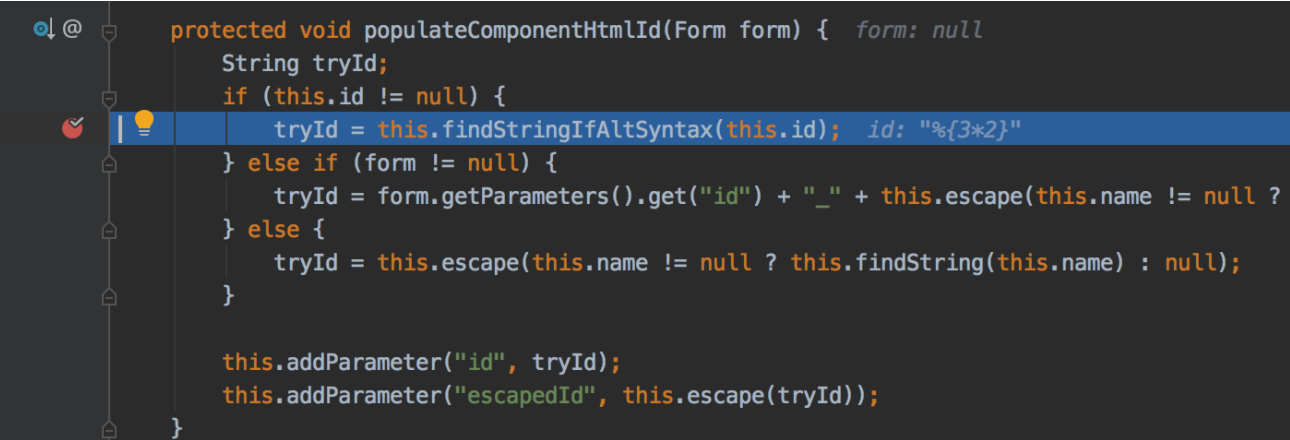 @ protected void populateComponentHtmlId(Form form) {  form: null
String tryId;
if (this.id != null) {
tryId = this.findStringIfAltSyntax(this.id);  id: "%{3*2}"
} else if (form != null) {
tryId = form.getParameters().get("id") + "_" + this.escape(this.name != null ?
} else {
tryId = this.escape(this.name != null ? this.findString(this.name) : null);
}
this.addParameter("id", tryId);
this.addParameter("escapedId", this.escape(tryId));
}